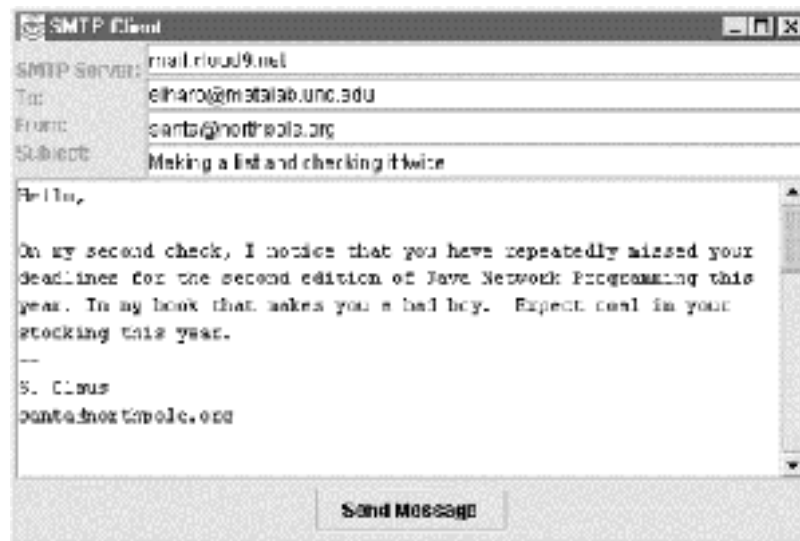 SMTP Client
SMTP Server: mail.cloud9.net
To: elharo@metalab.unc.edu
From: santa@northpole.org
Subject: Making a list and checking it twice
Hello,
On my second check, I notice that you have repeatedly missed your
deadlines for the second edition of Java Network Programming this
year. In my book that makes you a bad boy.  Expect coal in your
stocking this year.
--
S. Claus
santa@northpole.org
Send Message